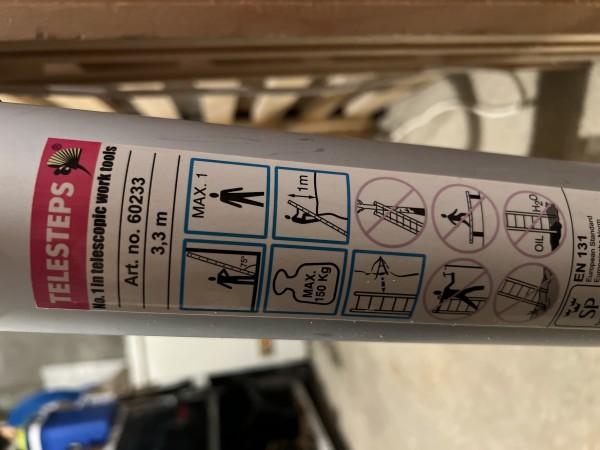 TELESTEPS®
No. 1 in telescopic work tools
Art. no. 60233
3,3 m
MAX. 1
1m
75°
MAX.
150 Kg
H₂O
OIL
EN 131
European Standard
SP